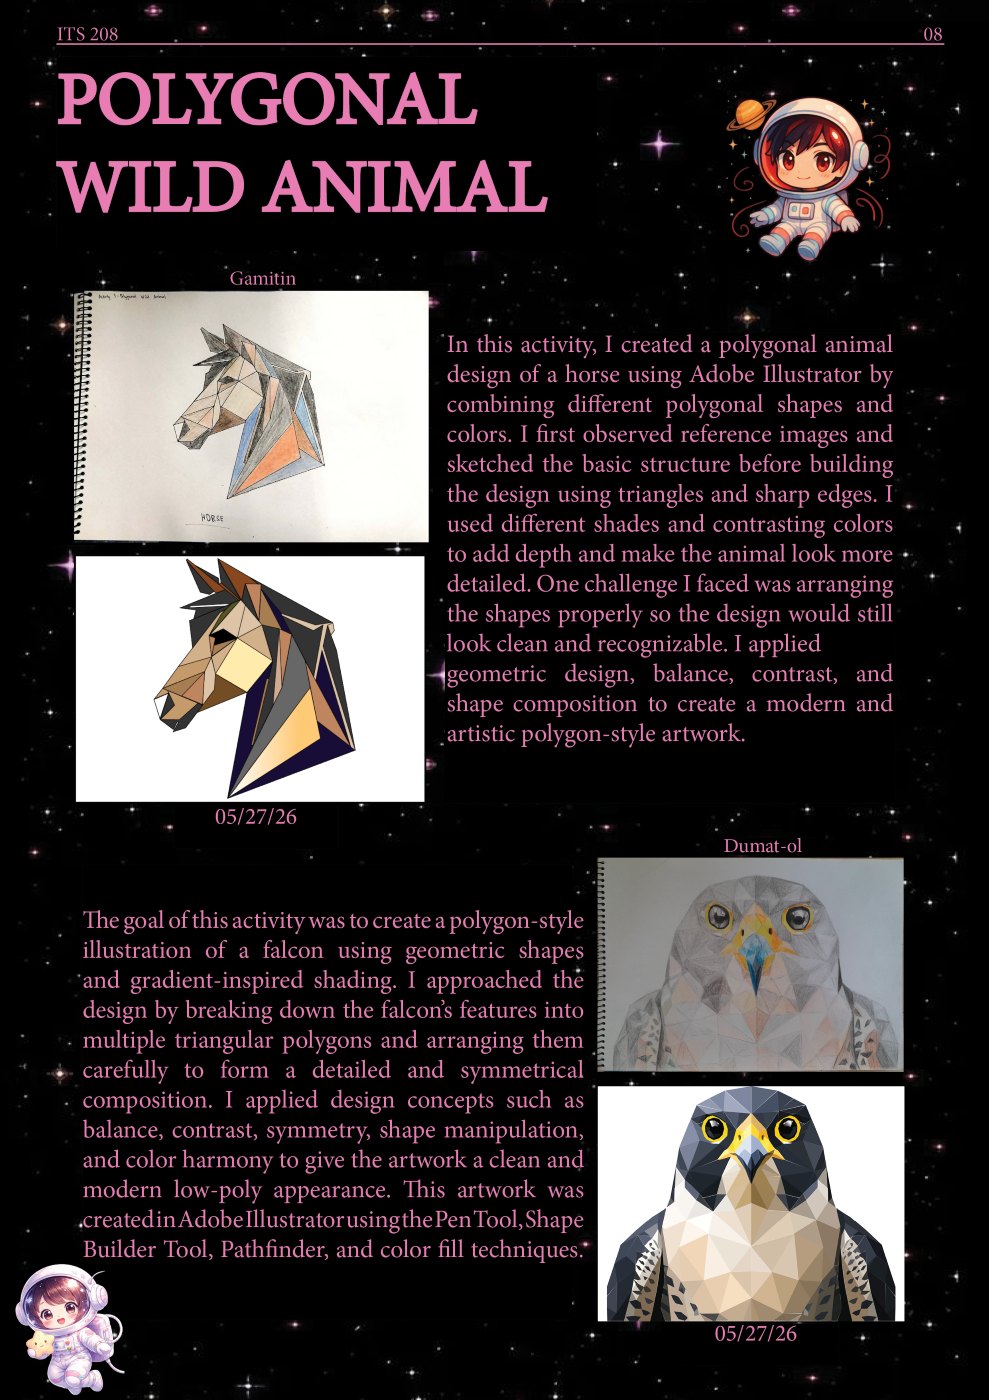 ITS 208
08
POLYGONAL
WILD ANIMAL
Gamitin
Activity 7 - Polygonal Wild Animal
HORSE
In this activity, I created a polygonal animal
design of a horse using Adobe Illustrator by
combining different polygonal shapes and
colors. I first observed reference images and
sketched the basic structure before building
the design using triangles and sharp edges. I
used different shades and contrasting colors
to add depth and make the animal look more
detailed. One challenge I faced was arranging
the shapes properly so the design would still
look clean and recognizable. I applied
geometric design, balance, contrast, and
shape composition to create a modern and
artistic polygon-style artwork.
05/27/26
Dumat-ol
The goal of this activity was to create a polygon-style
illustration of a falcon using geometric shapes
and gradient-inspired shading. I approached the
design by breaking down the falcon’s features into
multiple triangular polygons and arranging them
carefully to form a detailed and symmetrical
composition. I applied design concepts such as
balance, contrast, symmetry, shape manipulation,
and color harmony to give the artwork a clean and
modern low-poly appearance. This artwork was
created in Adobe Illustrator using the Pen Tool, Shape
Builder Tool, Pathfinder, and color fill techniques.
05/27/26